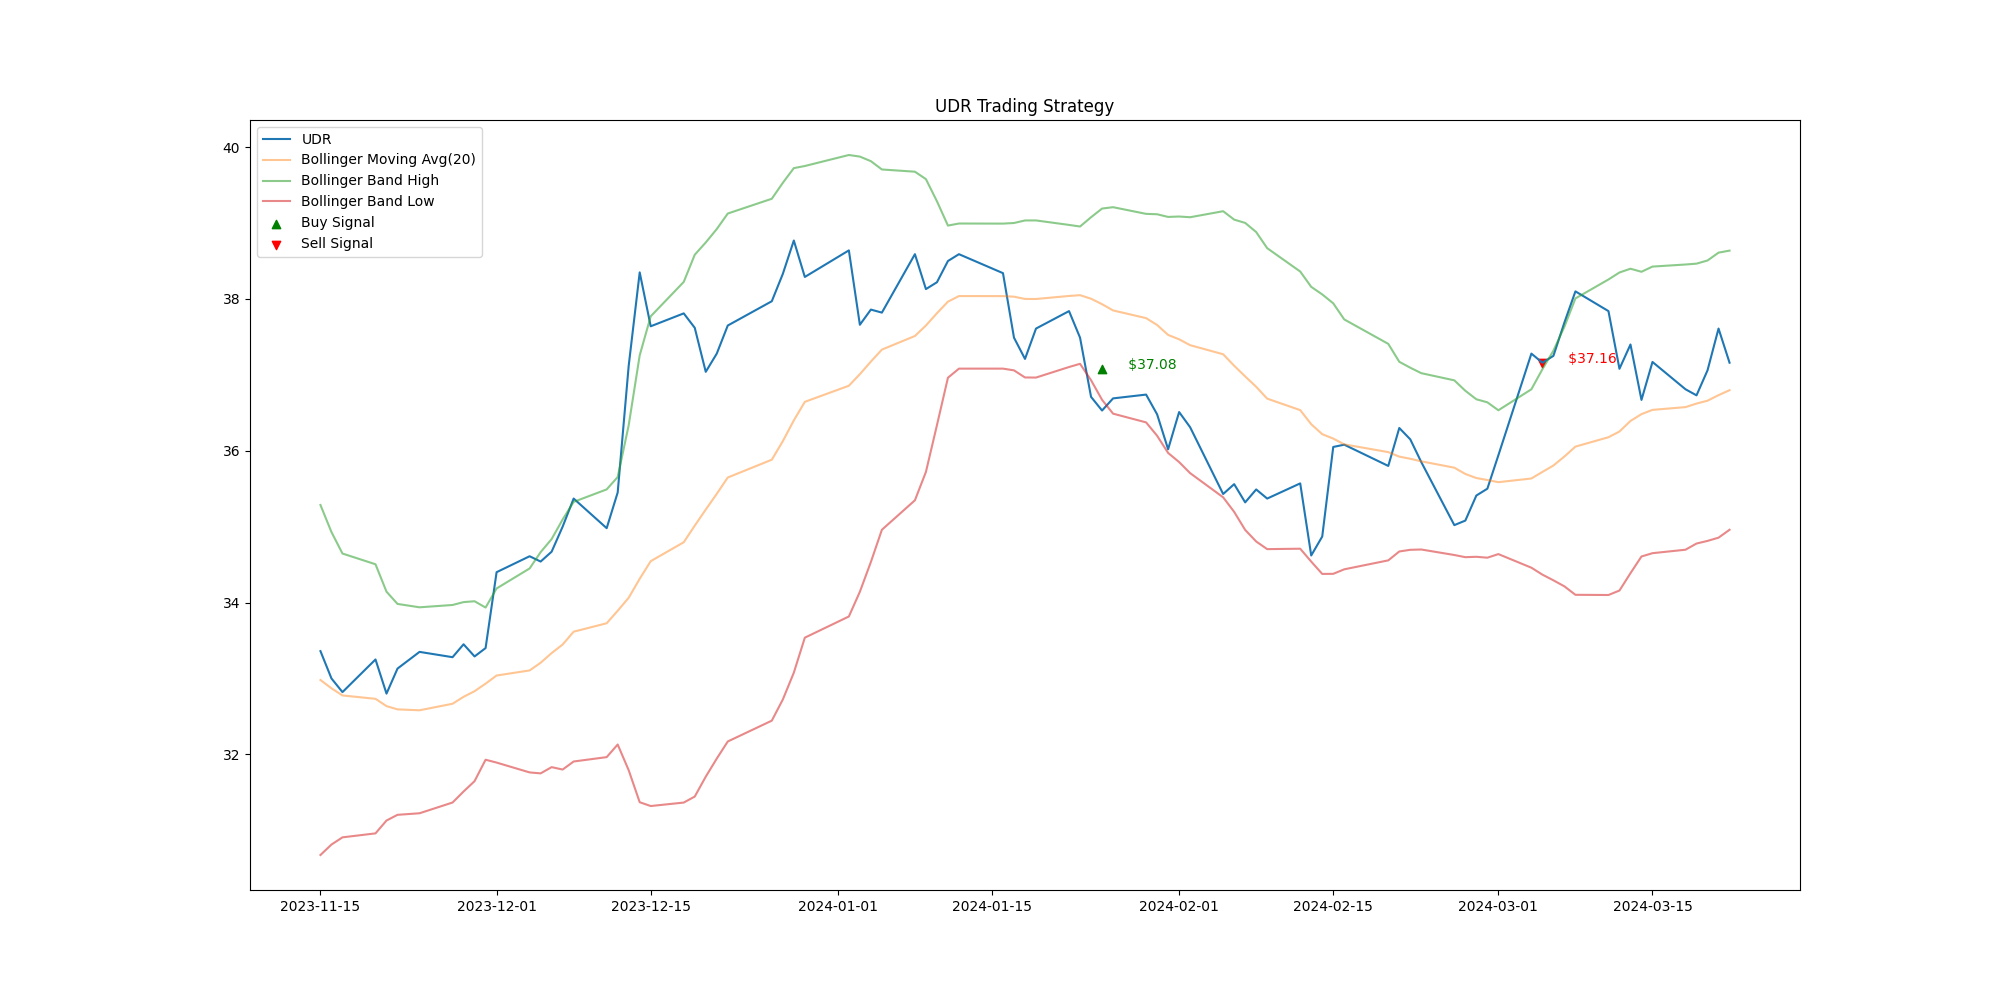 UDR Trading Strategy
UDR
Bollinger Moving Avg(20)
Bollinger Band High
Bollinger Band Low
Buy Signal
Sell Signal
40
38
36
34
32
$37.08
$37.16
2023-11-15
2023-12-01
2023-12-15
2024-01-01
2024-01-15
2024-02-01
2024-02-15
2024-03-01
2024-03-15